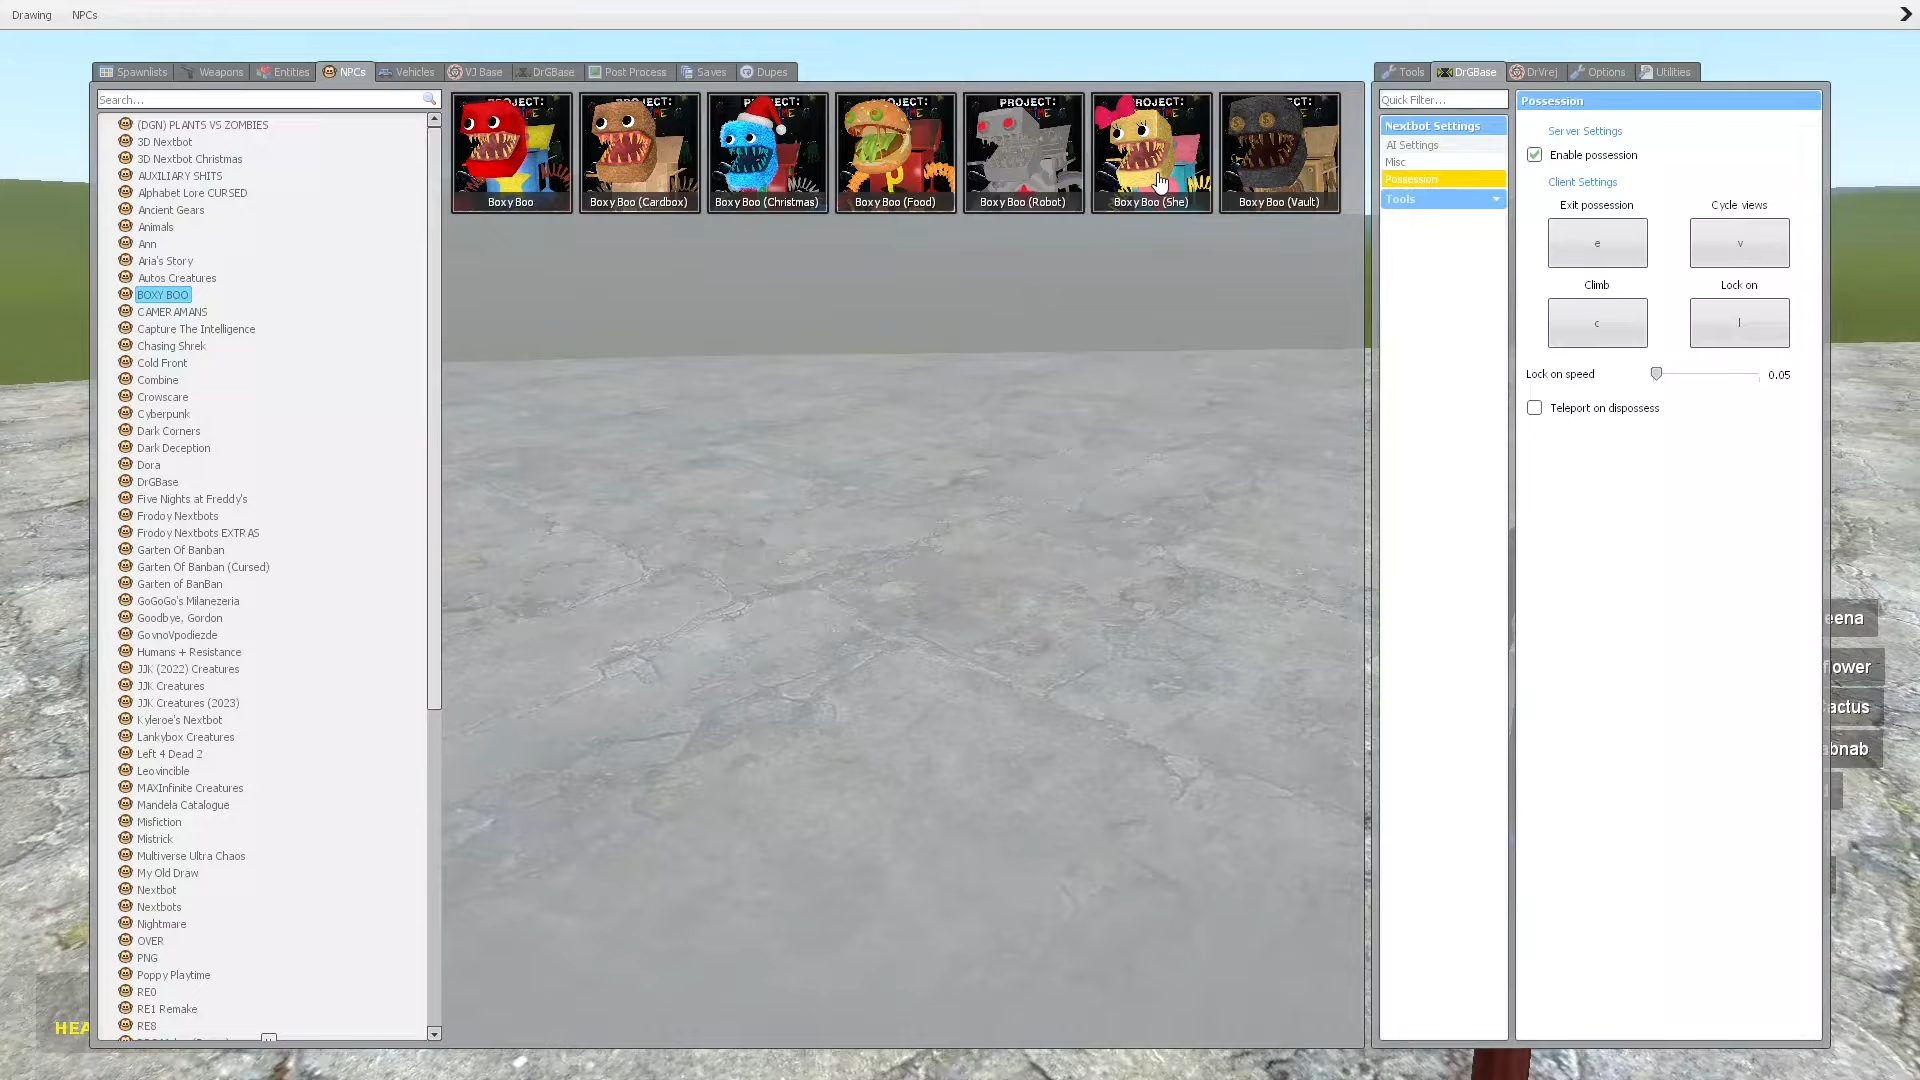 Drawing NPCs
Spawnlists Weapons Entities NPCs Vehicles VJ Base DrGBase Post Process Saves Dupes
Tools DrGBase DrVrej Options Utilities
Search...
(DGN) PLANTS VS ZOMBIES
3D Nextbot
3D Nextbot Christmas
AUXILIARY SHITS
Alphabet Lore CURSED
Ancient Gears
Animals
Ann
Aria's Story
Autos Creatures
BOXY BOO
CAMERAMANS
Capture The Intelligence
Chasing Shrek
Cold Front
Combine
Crowscare
Cyberpunk
Dark Corners
Dark Deception
Dora
DrGBase
Five Nights at Freddy's
Frodoy Nextbots
Frodoy Nextbots EXTRAS
Garten Of Banban
Garten Of Banban (Cursed)
Garten of BanBan
GoGoGo's Milanezeria
Goodbye, Gordon
GovnoVpodiezde
Humans + Resistance
JJK (2022) Creatures
JJK Creatures
JJK Creatures (2023)
Kyleroe's Nextbot
Lankybox Creatures
Left 4 Dead 2
Leovincible
MAXInfinite Creatures
Mandela Catalogue
Misfiction
Mistrick
Multiverse Ultra Chaos
My Old Draw
Nextbot
Nextbots
Nightmare
OVER
PNG
Poppy Playtime
RE0
RE1 Remake
RE8
HEA
PROJECT:
Boxy Boo
Boxy Boo (Cardbox)
Boxy Boo (Christmas)
Boxy Boo (Food)
PROJECT:
Boxy Boo (Robot)
PROJECT:
Boxy Boo (She)
Boxy Boo (Vault)
Quick Filter...
Nextbot Settings
AI Settings
Misc
Possession
Tools
Possession
Server Settings
Enable possession
Client Settings
Exit possession Cycle views
e v
Climb Lock on
c l
Lock on speed 0.05
Teleport on dispossess
eena
flower
actus
abnab